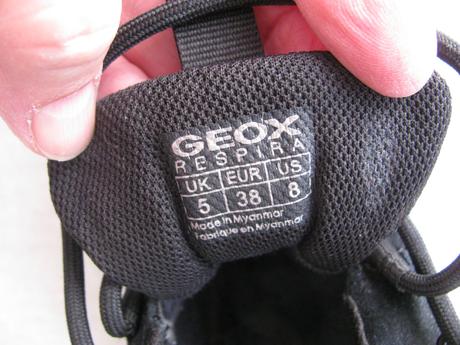 GEOX
RESPIRA
UK EUR US
5 38 8
Made in Myanmar
Fabriqué en Myanmar